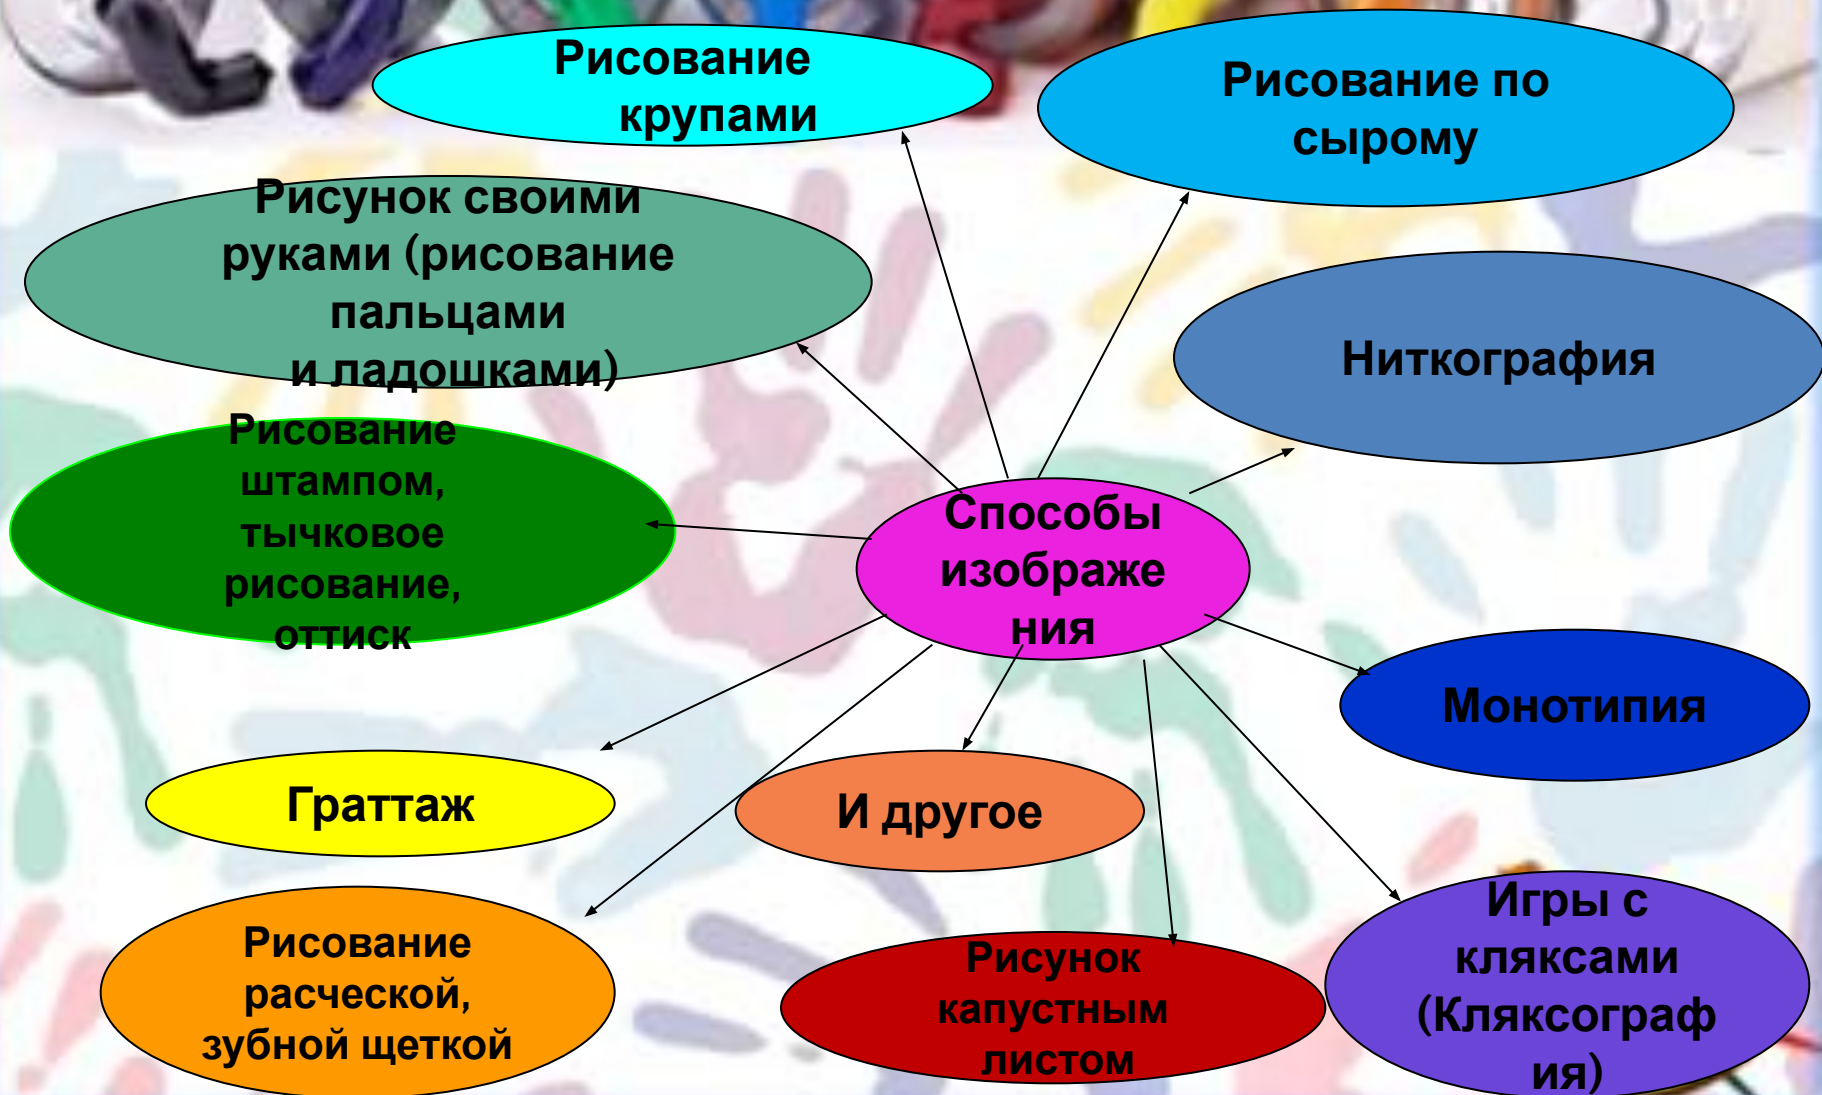 Рисование
крупами
Рисование по
сырому
Рисунок своими
руками (рисование
пальцами
и ладошками)
Ниткография
Рисование
штампом,
тычковое
рисование,
оттиск
Способы
изображе
ния
Монотипия
Граттаж
И другое
Рисование
расческой,
зубной щеткой
Рисунок
капустным
листом
Игры с
кляксами
(Кляксограф
ия)